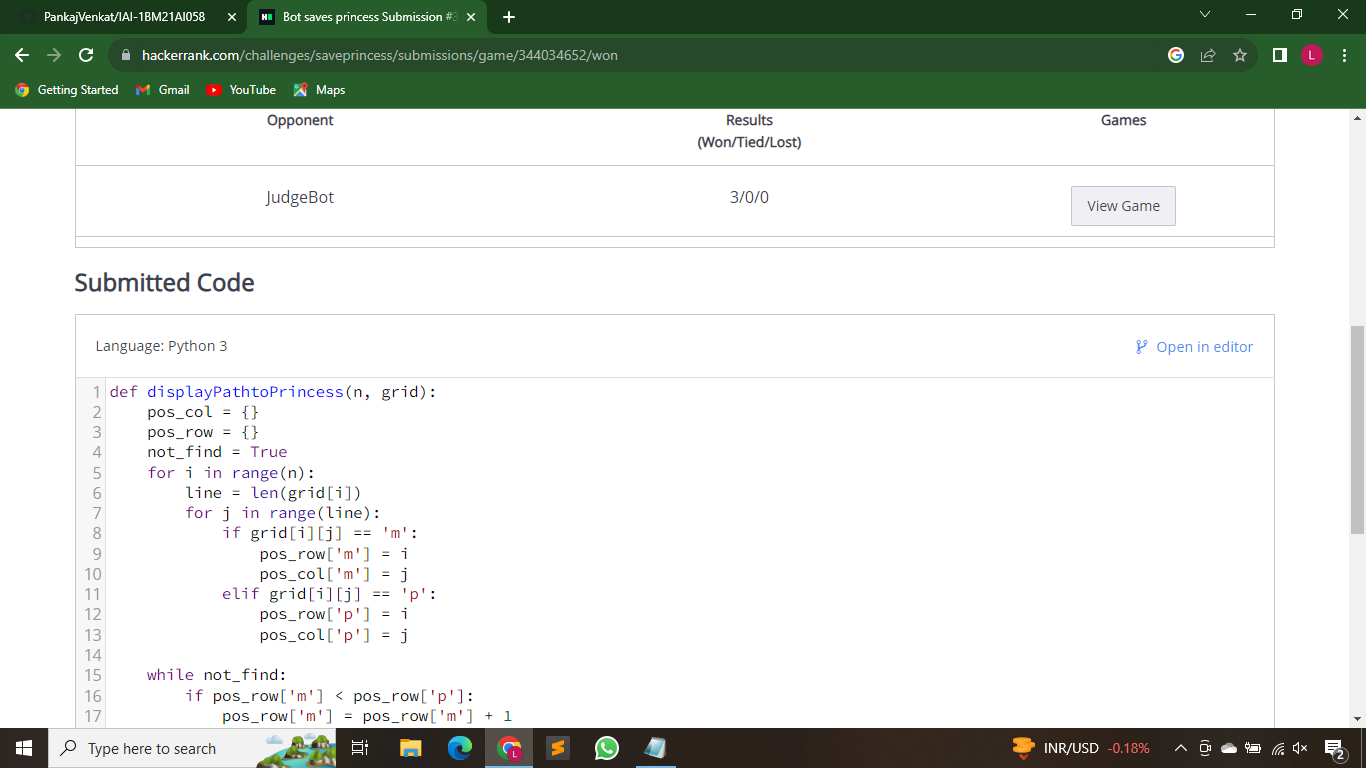 PankajVenkat/IAI-1BM21AI058
Bot saves princess Submission #3
hackerrank.com/challenges/saveprincess/submissions/game/344034652/won
L
Getting Started Gmail YouTube Maps
Opponent Results Games
(Won/Tied/Lost)
JudgeBot 3/0/0 View Game
Submitted Code
Language: Python 3 Open in editor
1 def displayPathtoPrincess(n, grid):
2 pos_col = {}
3 pos_row = {}
4 not_find = True
5 for i in range(n):
6 line = len(grid[i])
7 for j in range(line):
8 if grid[i][j] == 'm':
9 pos_row['m'] = i
10 pos_col['m'] = j
11 elif grid[i][j] == 'p':
12 pos_row['p'] = i
13 pos_col['p'] = j
14
15 while not_find:
16 if pos_row['m'] < pos_row['p']:
17 pos_row['m'] = pos_row['m'] + 1
Type here to search L INR/USD -0.18% 2